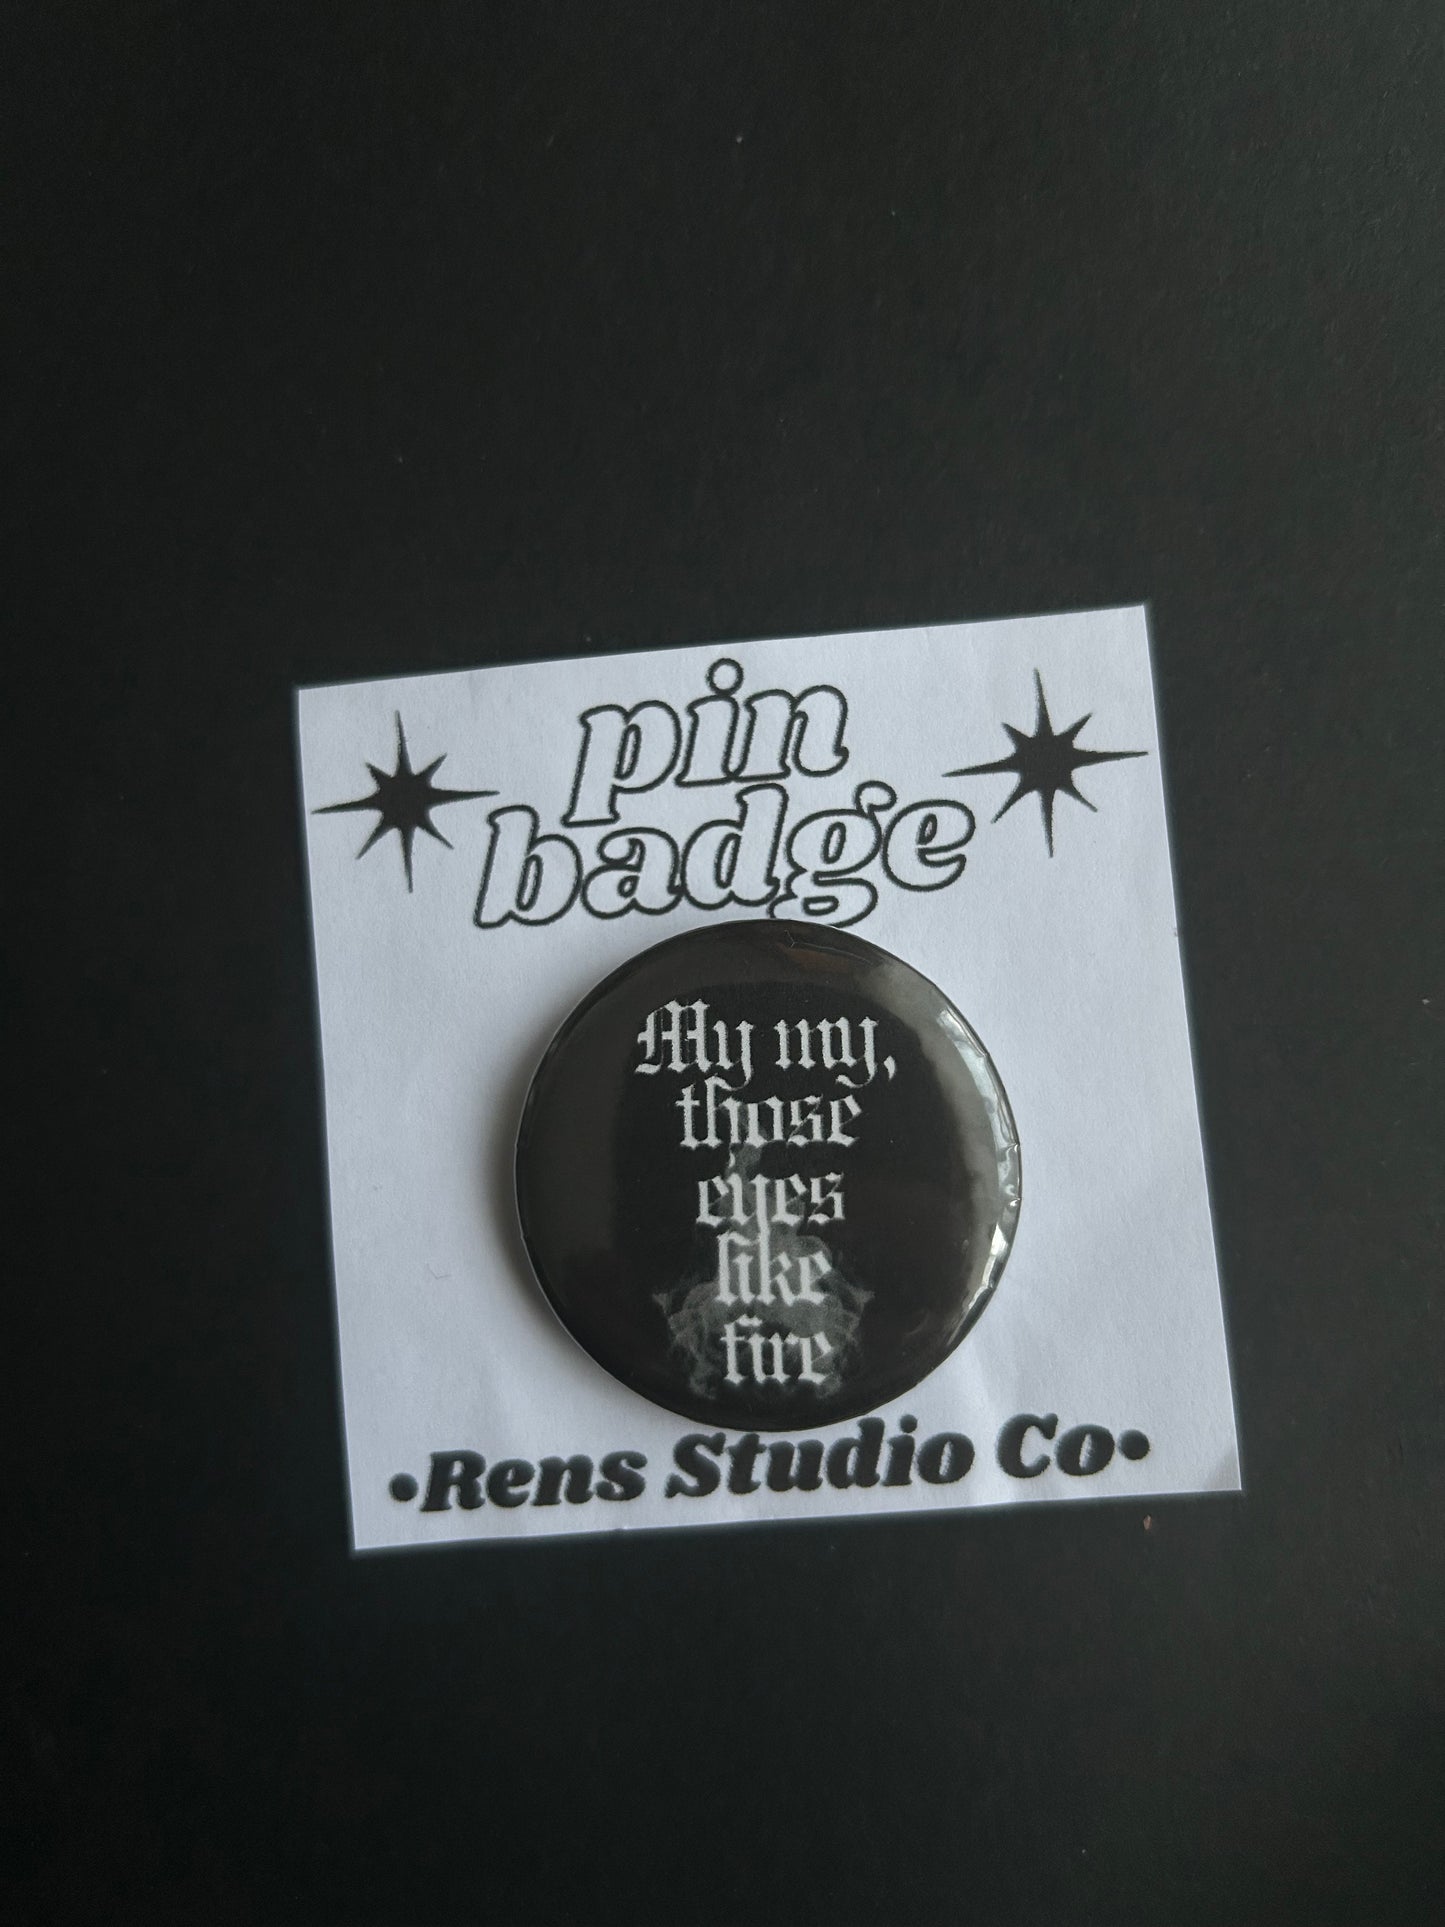 pin
badge
My my,
those
eyes
like
fire
•Rens Studio Co•